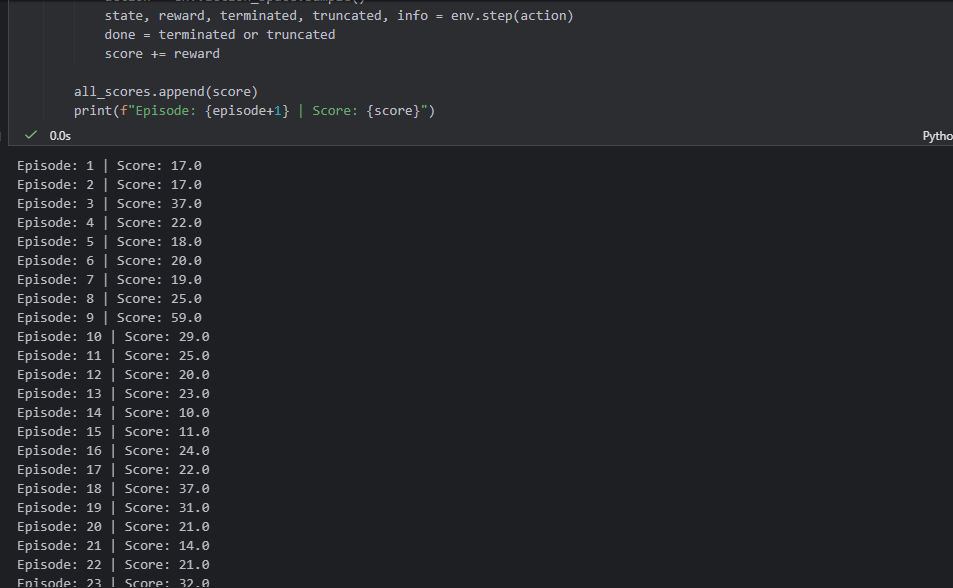 state, reward, terminated, truncated, info = env.step(action)
done = terminated or truncated
score += reward
all_scores.append(score)
print(f"Episode: {episode+1} | Score: {score}")
0.0s
Pytho
Episode: 1 | Score: 17.0
Episode: 2 | Score: 17.0
Episode: 3 | Score: 37.0
Episode: 4 | Score: 22.0
Episode: 5 | Score: 18.0
Episode: 6 | Score: 20.0
Episode: 7 | Score: 19.0
Episode: 8 | Score: 25.0
Episode: 9 | Score: 59.0
Episode: 10 | Score: 29.0
Episode: 11 | Score: 25.0
Episode: 12 | Score: 20.0
Episode: 13 | Score: 23.0
Episode: 14 | Score: 10.0
Episode: 15 | Score: 11.0
Episode: 16 | Score: 24.0
Episode: 17 | Score: 22.0
Episode: 18 | Score: 37.0
Episode: 19 | Score: 31.0
Episode: 20 | Score: 21.0
Episode: 21 | Score: 14.0
Episode: 22 | Score: 21.0
Episode: 23 | Score: 32.0